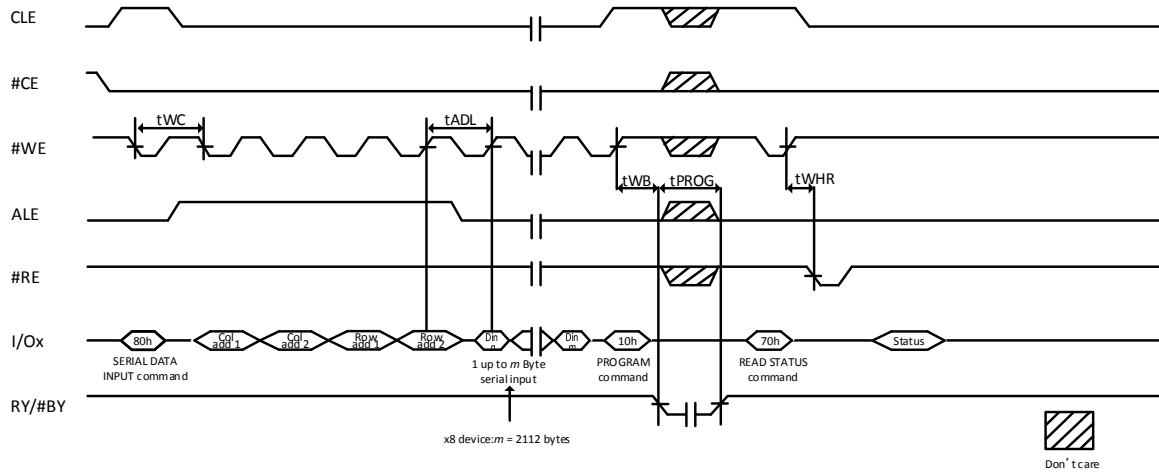 CLE
#CE
tWC
tADL
#WE
tWB
tPROG
tWHR
ALE
#RE
I/Ox
80h
Col
add 1
Col
add 2
Row
add 1
Row
add 2
Din
n
Din
m
10h
70h
Status
SERIAL DATA
INPUT command
1 up to m Byte
serial input
PROGRAM
command
READ STATUS
command
RY/#BY
x8 device:m = 2112 bytes
Don't care